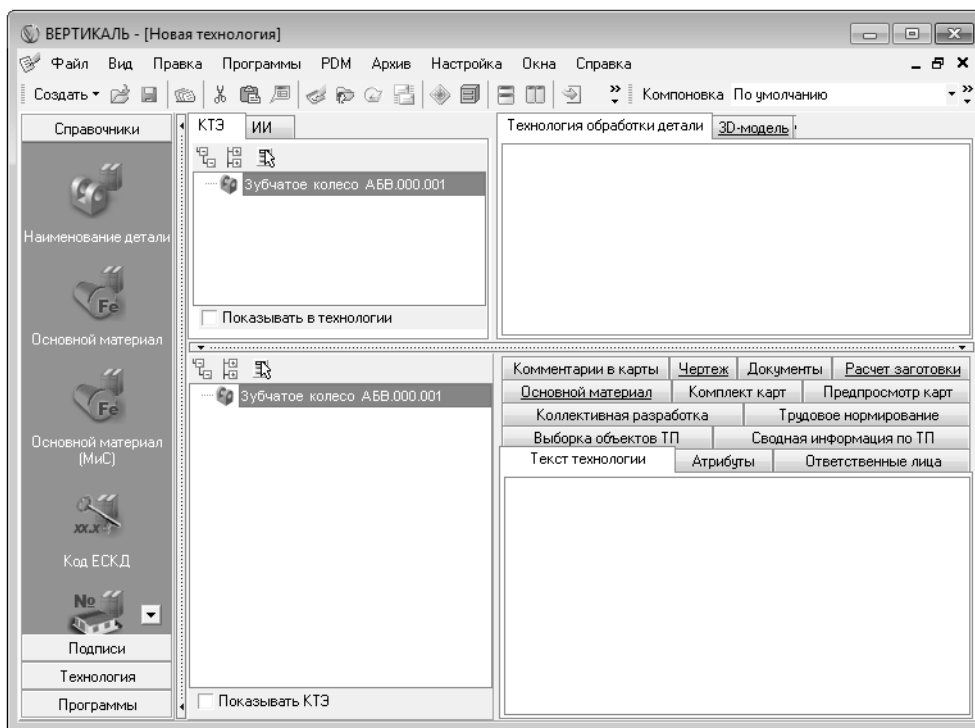 ВЕРТИКАЛЬ - [Новая технология]
Файл Вид Правка Программы PDM Архив Настройка Окна Справка
Создать Компоновка По умолчанию
Справочники
Наименование детали
Fe
Основной материал
Fe
Основной материал
(МиС)
XX.X
Код ЕСКД
№
Подписи
Технология
Программы
КТЭ ИИ
Зубчатое колесо АБВ.000.001
Показывать в технологии
Технология обработки детали 3D-модель
Зубчатое колесо АБВ.000.001
Показывать КТЭ
Комментарии в карты Чертеж Документы Расчет заготовки
Основной материал Комплект карт Предпросмотр карт
Коллективная разработка Трудовое нормирование
Выборка объектов ТП Сводная информация по ТП
Текст технологии Атрибуты Ответственные лица